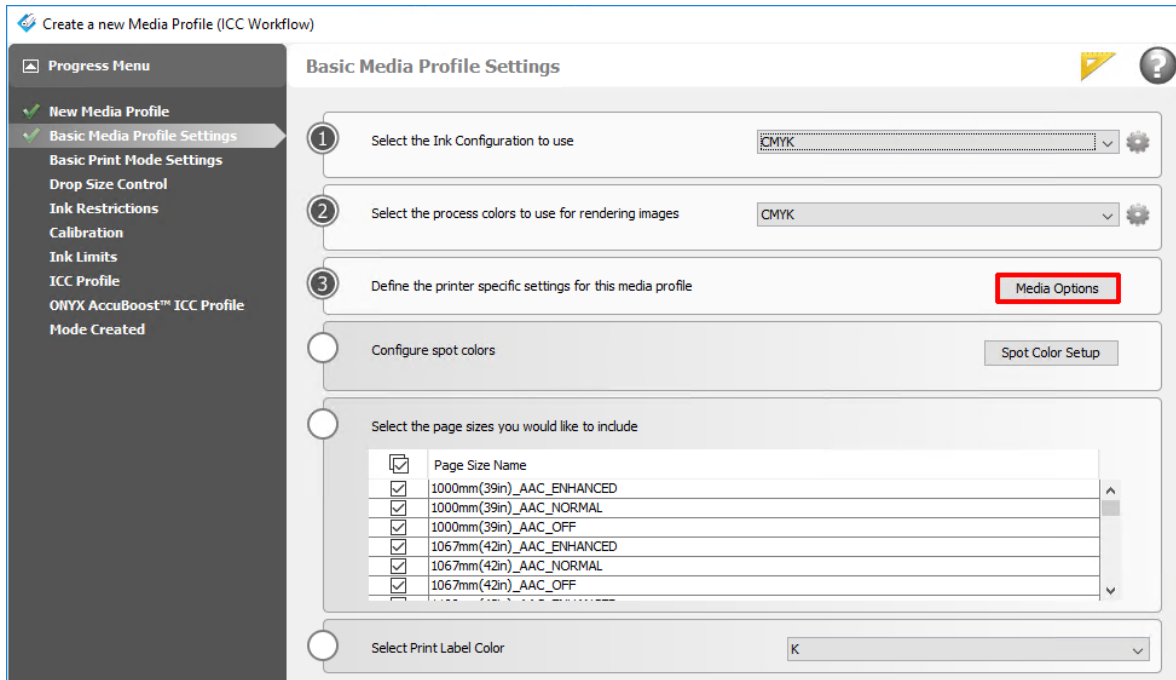 Create a new Media Profile (ICC Workflow)
Progress Menu
Basic Media Profile Settings
?
New Media Profile
Basic Media Profile Settings
Basic Print Mode Settings
Drop Size Control
Ink Restrictions
Calibration
Ink Limits
ICC Profile
ONYX AccuBoost™ ICC Profile
Mode Created
1 Select the Ink Configuration to use CMYK
2 Select the process colors to use for rendering images CMYK
3 Define the printer specific settings for this media profile Media Options
Configure spot colors Spot Color Setup
Select the page sizes you would like to include
Page Size Name
1000mm(39in)_AAC_ENHANCED
1000mm(39in)_AAC_NORMAL
1000mm(39in)_AAC_OFF
1067mm(42in)_AAC_ENHANCED
1067mm(42in)_AAC_NORMAL
1067mm(42in)_AAC_OFF
Select Print Label Color K